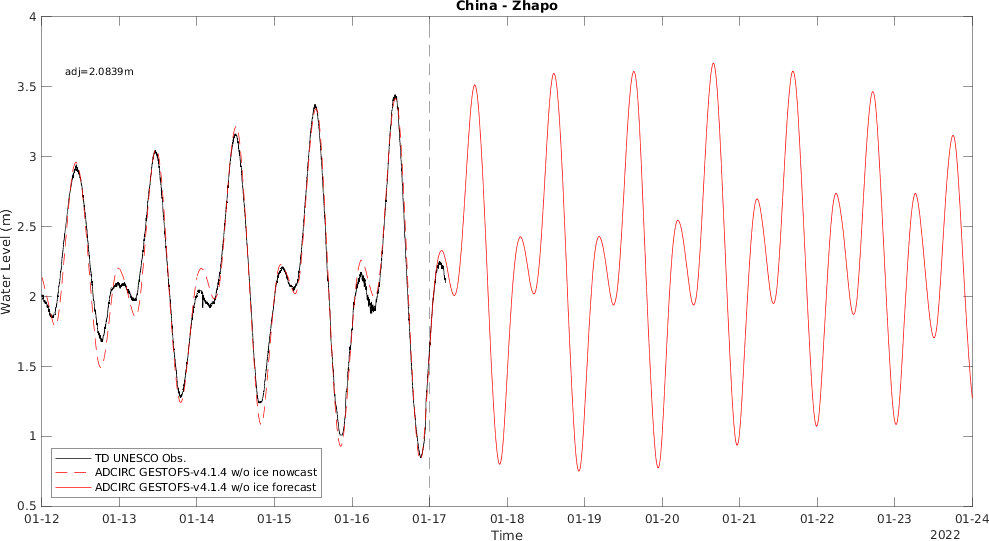 China - Zhapo
adj=2.0839m
Water Level (m)
4
3.5
3
2.5
2
1.5
1
0.5
TD UNESCO Obs.
ADCIRC GESTOFS-v4.1.4 w/o ice nowcast
ADCIRC GESTOFS-v4.1.4 w/o ice forecast
01-12 01-13 01-14 01-15 01-16 01-17 01-18 01-19 01-20 01-21 01-22 01-23 01-24
Time
2022